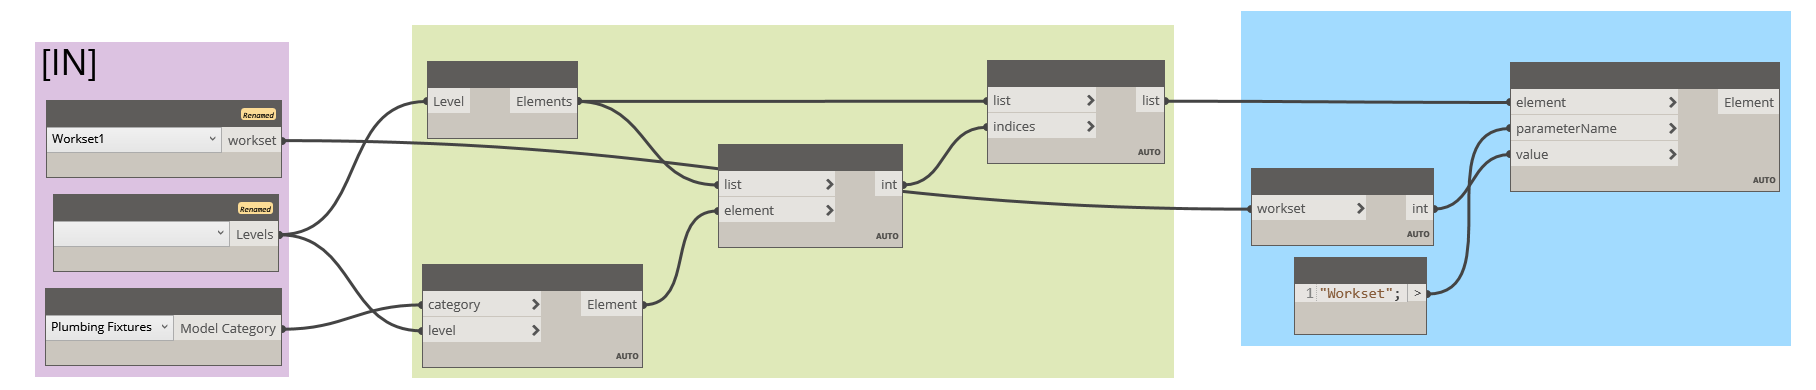 [IN]
Renamed
Workset1
workset
Renamed
Levels
Plumbing Fixtures
Model Category
Level
Elements
category
Element
level
AUTO
list
int
element
AUTO
list
list
indices
AUTO
workset
int
AUTO
1 "Workset"; >
element
Element
parameterName
value
AUTO